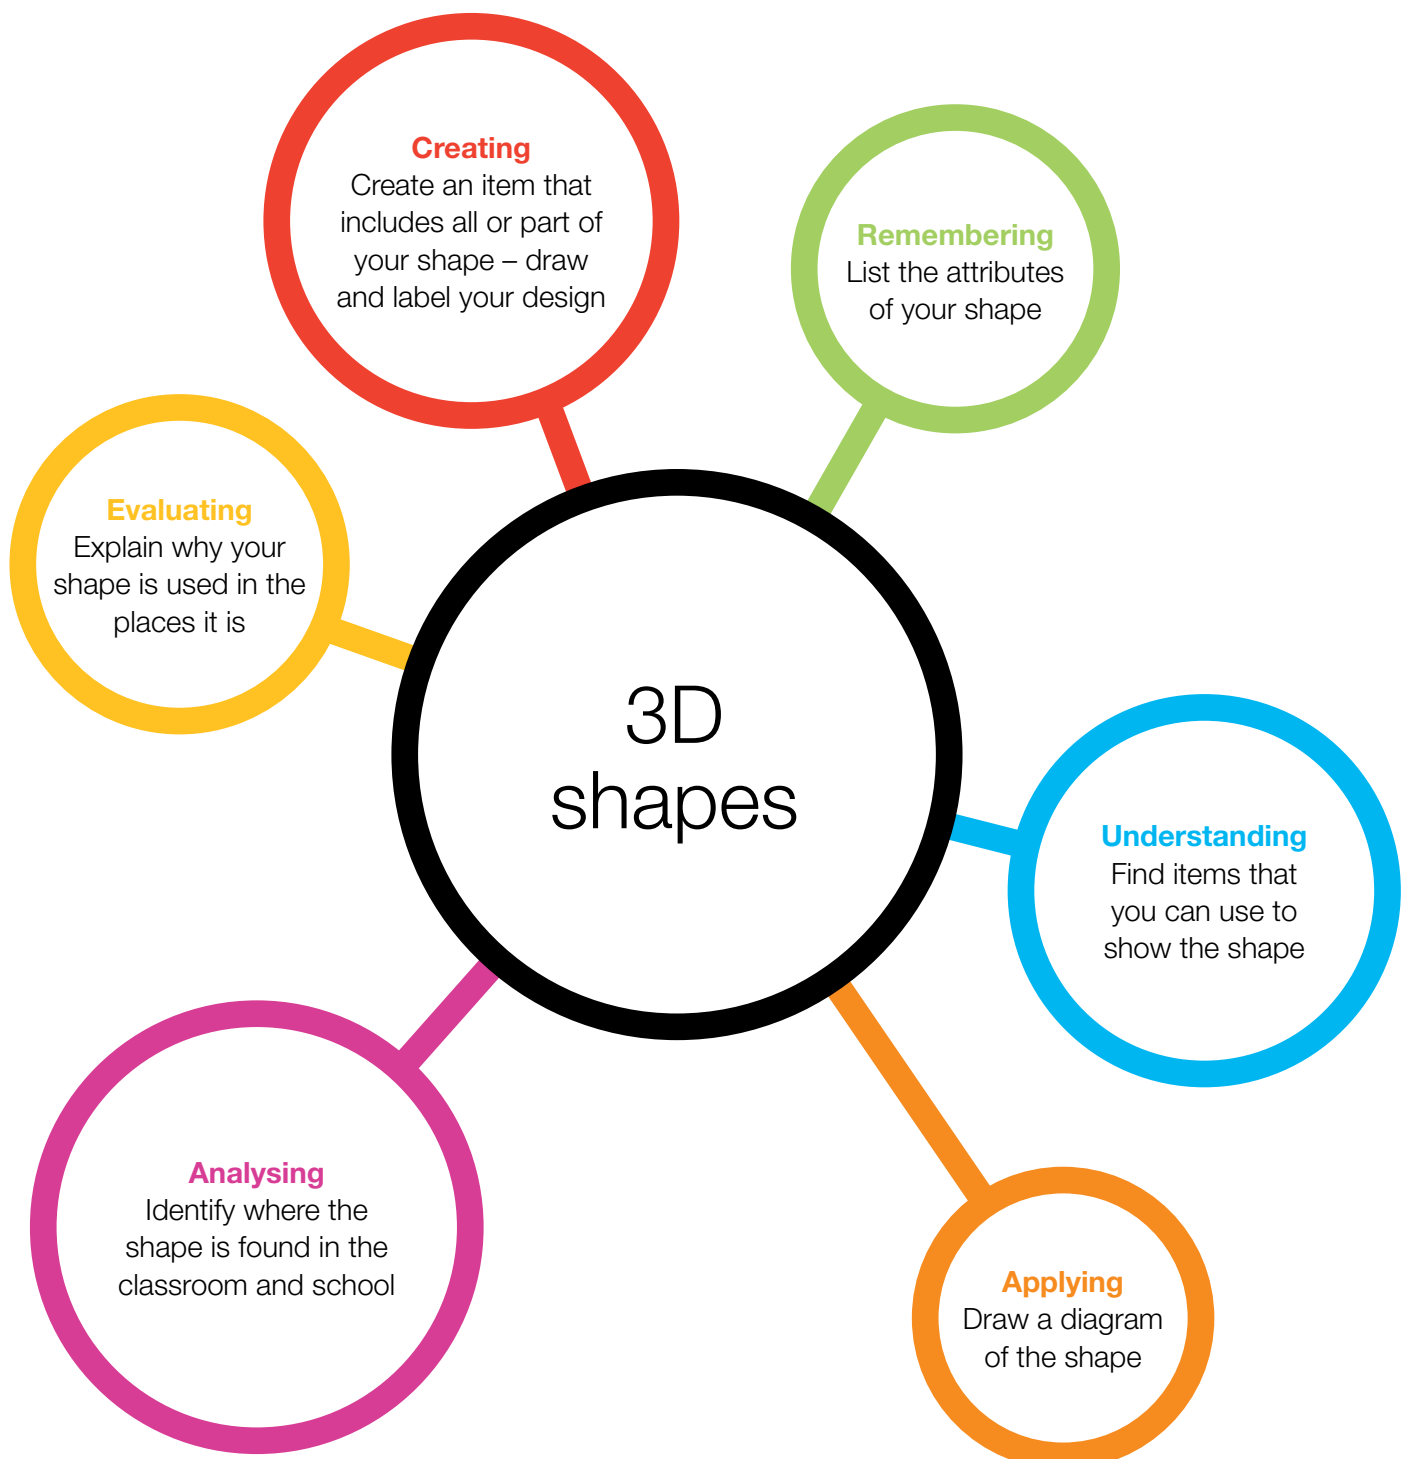 Creating
Create an item that
includes all or part of
your shape – draw
and label your design
Remembering
List the attributes
of your shape
Evaluating
Explain why your
shape is used in the
places it is
3D
shapes
Understanding
Find items that
you can use to
show the shape
Analysing
Identify where the
shape is found in the
classroom and school
Applying
Draw a diagram
of the shape